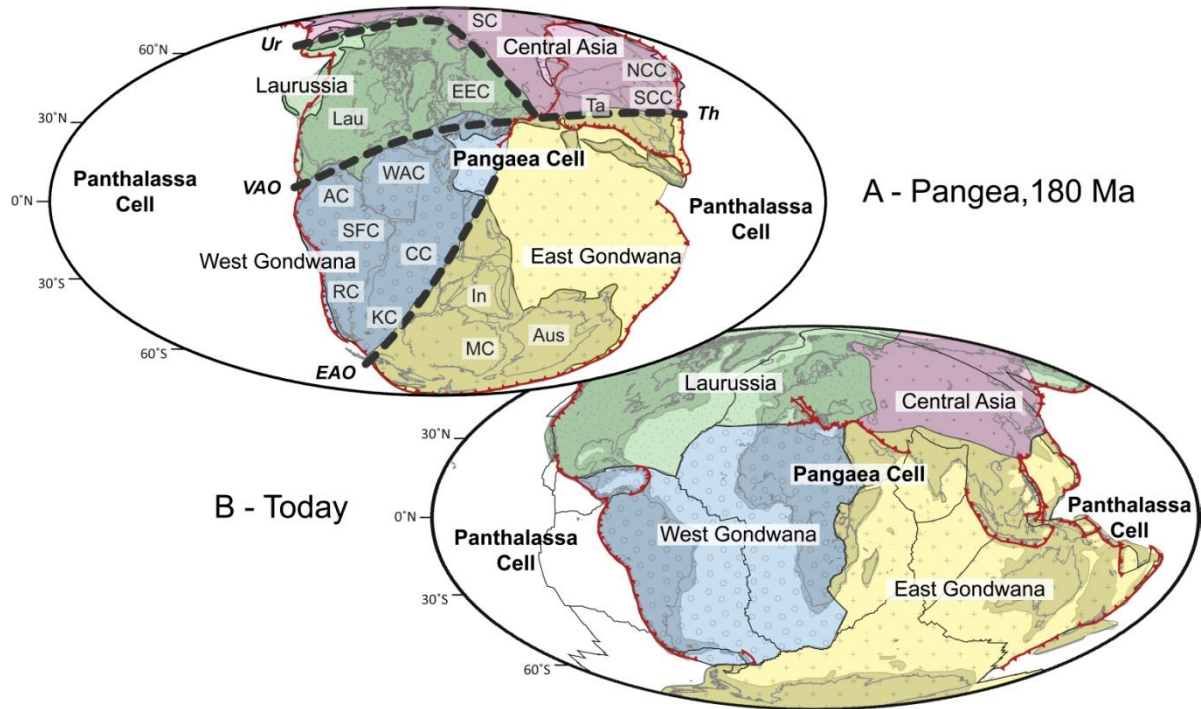 SC
60°N
Ur
Central Asia
NCC
Laurussia
EEC
SCC
Lau
Ta
Th
30°N
Pangaea Cell
WAC
Panthalassa
Cell
VAO
AC
0°N
Panthalassa
Cell
A - Pangea,180 Ma
SFC
CC
West Gondwana
East Gondwana
30°S
RC
In
KC
Aus
MC
60°S
EAO
Laurussia
Central Asia
30°N
Pangaea Cell
B - Today
0°N
Panthalassa
Cell
West Gondwana
Panthalassa
Cell
East Gondwana
30°S
60°S